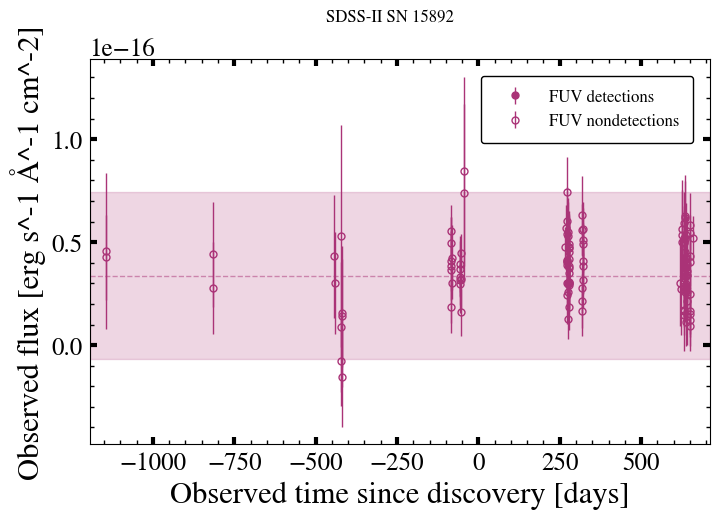 SDSS-II SN 15892
1e−16
Observed flux [erg s^-1 Å^-1 cm^-2]
1.0
0.5
0.0
FUV detections
FUV nondetections
−1000 −750 −500 −250 0 250 500
Observed time since discovery [days]